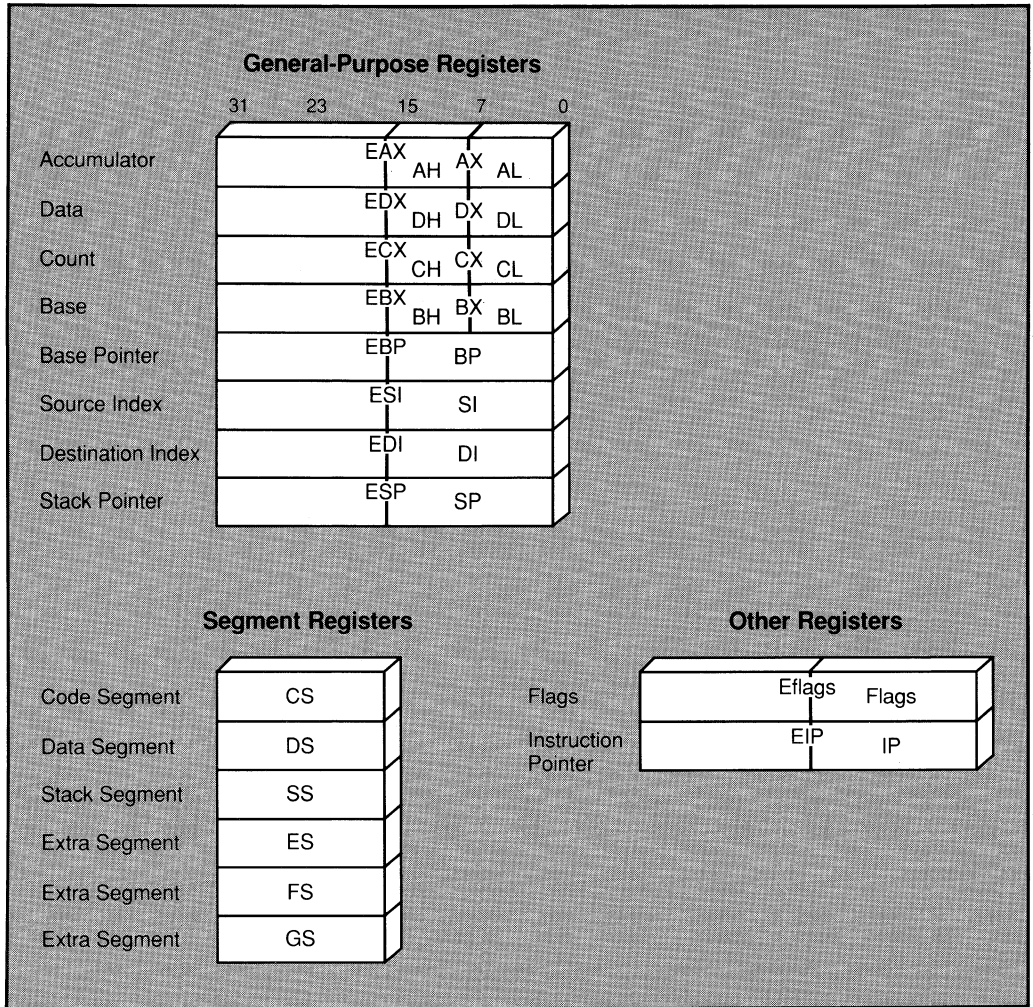 General-Purpose Registers
31 23 15 7 0
Accumulator EAX AH AX AL
Data EDX DH DX DL
Count ECX CH CX CL
Base EBX BH BX BL
Base Pointer EBP BP
Source Index ESI SI
Destination Index EDI DI
Stack Pointer ESP SP
Segment Registers
Code Segment CS
Data Segment DS
Stack Segment SS
Extra Segment ES
Extra Segment FS
Extra Segment GS
Other Registers
Flags Eflags Flags
Instruction
Pointer EIP IP